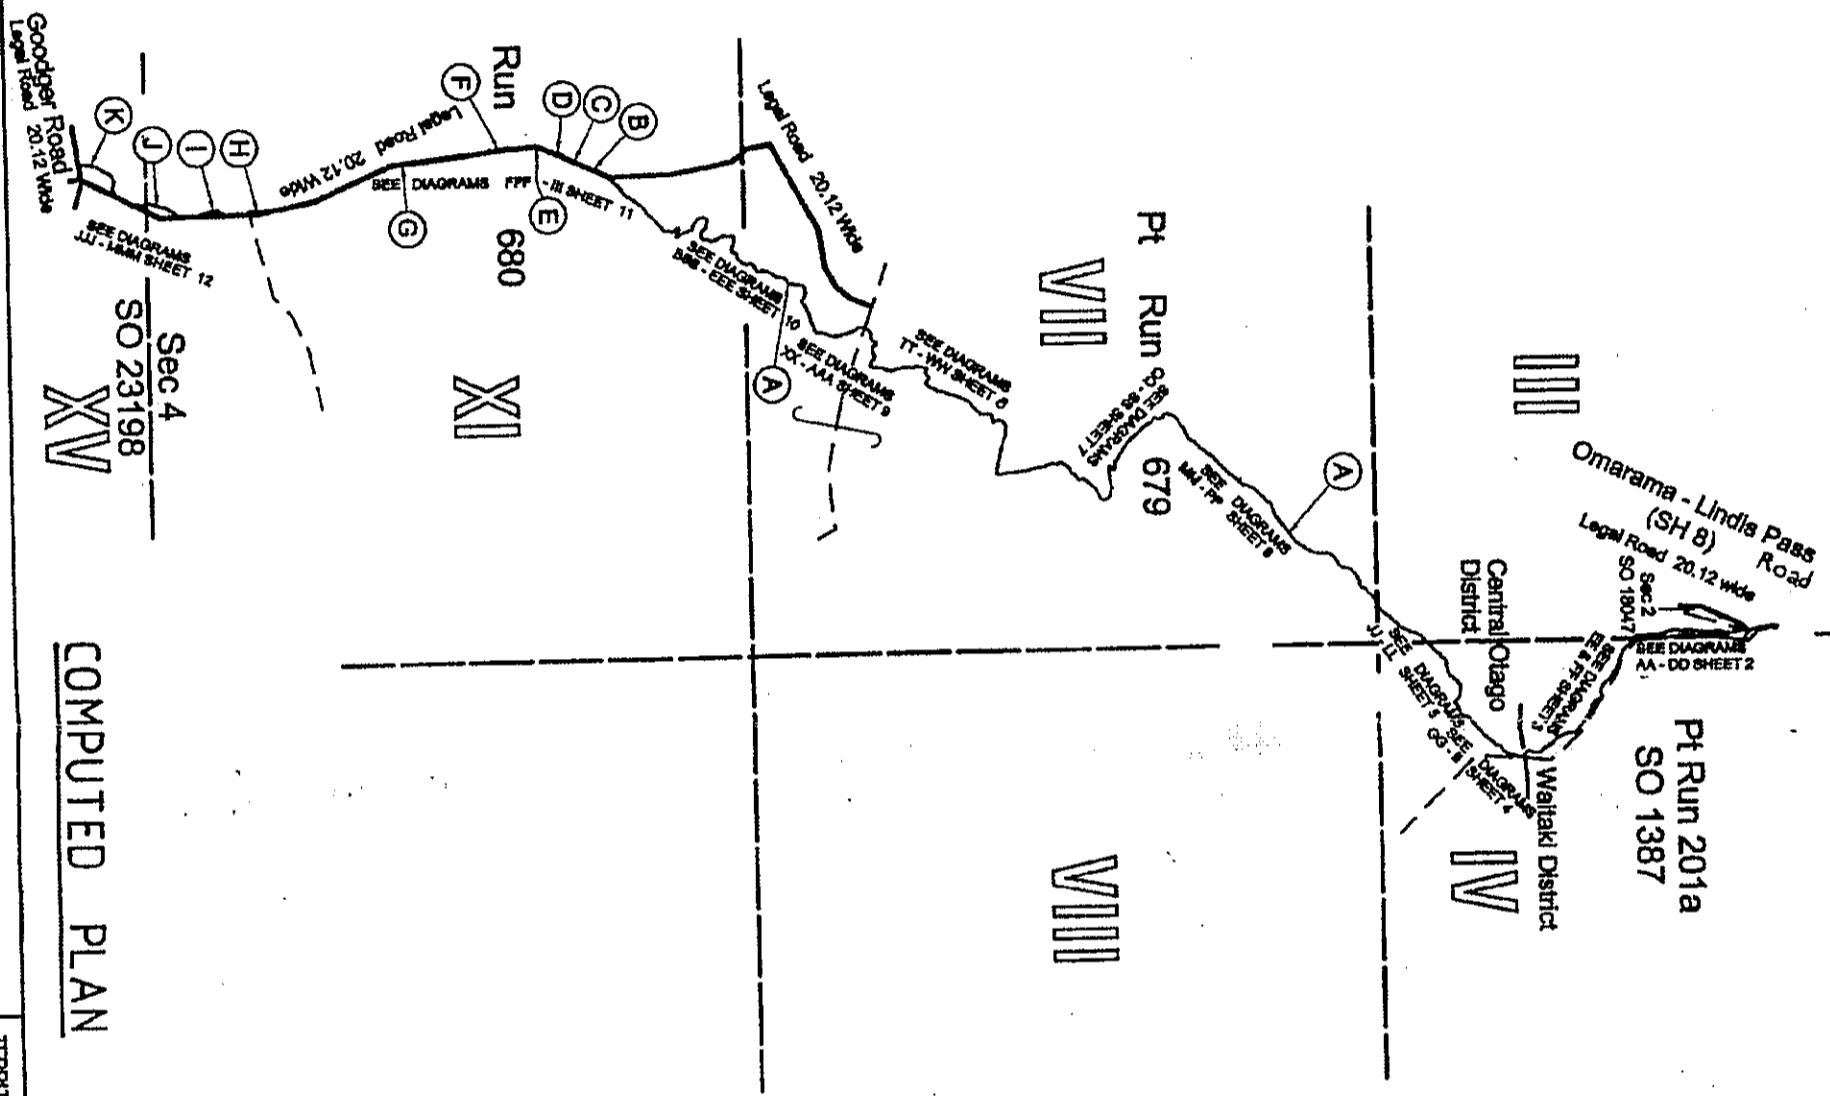 III
Omarama - Lindis Pass
(SH 8) Road
Legal Road 20.12 wide
Sec 2
SO 18047
SEE DIAGRAMS
AA - DD SHEET 2
Pt Run 201a
SO 1387
SEE DIAGRAMS
EE & FF SHEET 3
Central Otago
District
Waitaki District
IV
SEE DIAGRAMS
GG - II SHEET 4
SEE DIAGRAMS
JJ - LL SHEET 5
A
SEE DIAGRAMS
MM - PP SHEET 6
Pt Run 679
VII
SEE DIAGRAMS
QQ - SS SHEET 7
VIII
SEE DIAGRAMS
TT - WW SHEET 8
Legal Road 20.12 Wide
SEE DIAGRAMS
XX - AAA SHEET 9
A
SEE DIAGRAMS
BBB - EEE SHEET 10
B
C
D
E
F
G
Run 680
SEE DIAGRAMS FFF - III SHEET 11
Legal Road 20.12 Wide
XI
H
I
J
K
Sec 4
SO 23198
XV
SEE DIAGRAMS
JJJ - MMM SHEET 12
Goodger Road
Legal Road 20.12 Wide
COMPUTED PLAN